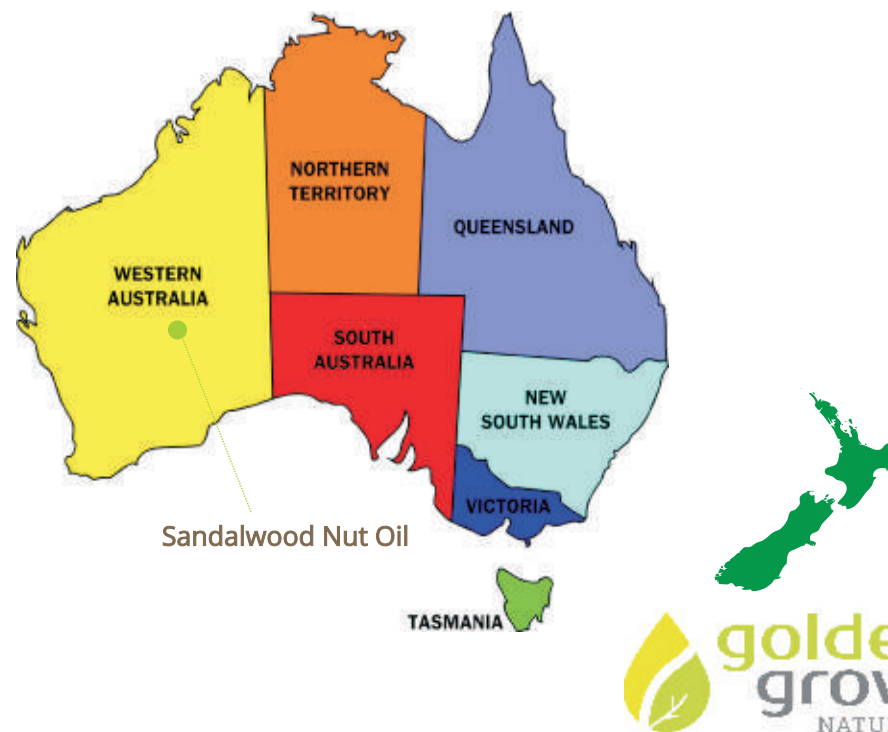 NORTHERN
TERRITORY
QUEENSLAND
WESTERN
AUSTRALIA
SOUTH
AUSTRALIA
NEW
SOUTH WALES
VICTORIA
Sandalwood Nut Oil
TASMANIA
golde
grov
NATU